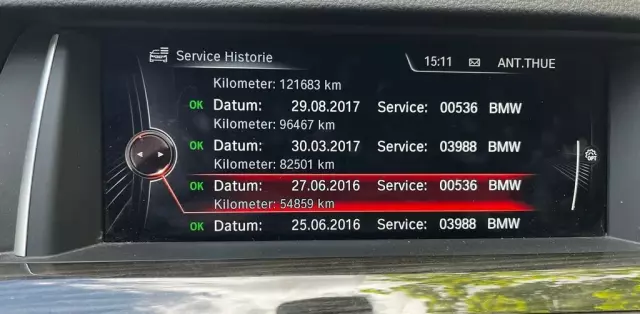 Service Historie 15:11 ANT.THUE
Kilometer: 121683 km
OK Datum: 29.08.2017 Service: 00536 BMW
Kilometer: 96467 km
OK Datum: 30.03.2017 Service: 03988 BMW
Kilometer: 82501 km
OK Datum: 27.06.2016 Service: 00536 BMW
Kilometer: 54859 km
OK Datum: 25.06.2016 Service: 03988 BMW